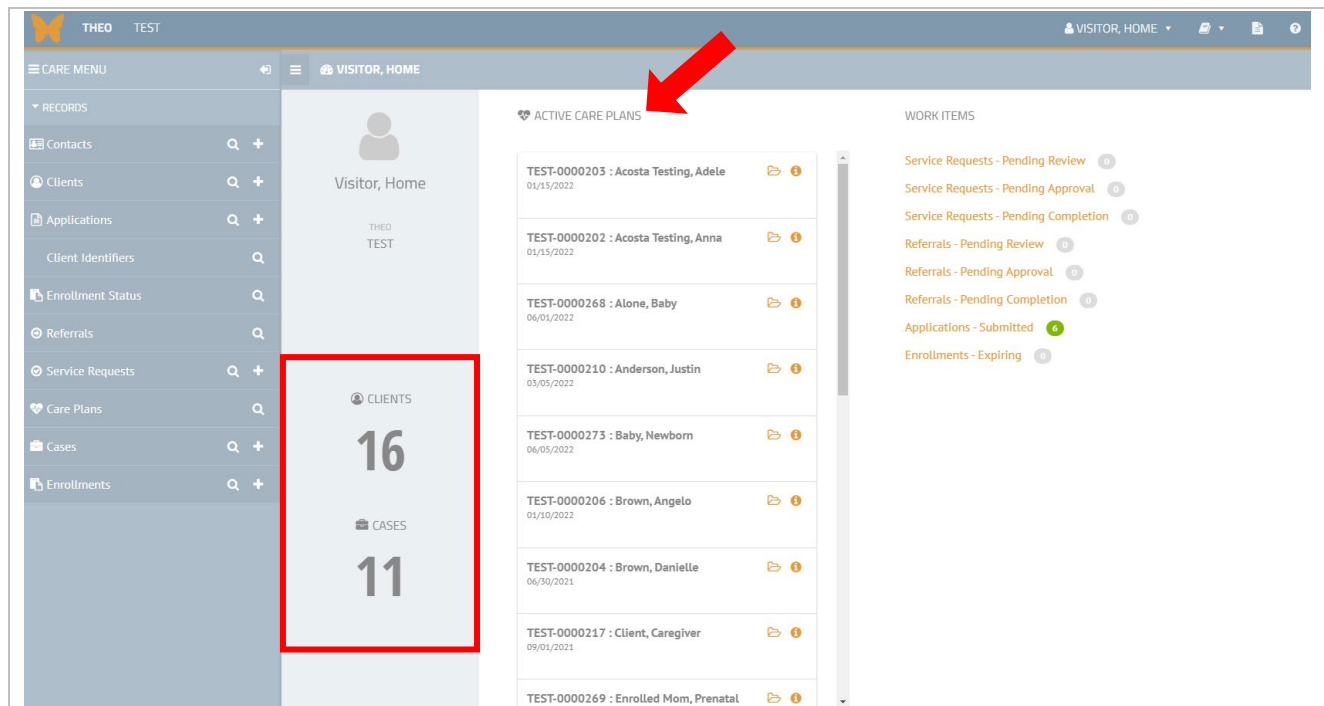 THEO TEST
VISITOR, HOME
CARE MENU
VISITOR, HOME
RECORDS
Contacts
Clients
Applications
Client Identifiers
Enrollment Status
Referrals
Service Requests
Care Plans
Cases
Enrollments
Visitor, Home
THEO
TEST
CLIENTS
16
CASES
11
ACTIVE CARE PLANS
TEST-0000203 : Acosta Testing, Adele
01/15/2022
TEST-0000202 : Acosta Testing, Anna
01/15/2022
TEST-0000268 : Alone, Baby
06/01/2022
TEST-0000210 : Anderson, Justin
03/05/2022
TEST-0000273 : Baby, Newborn
06/05/2022
TEST-0000206 : Brown, Angelo
01/10/2022
TEST-0000204 : Brown, Danielle
06/30/2021
TEST-0000217 : Client, Caregiver
09/01/2021
TEST-0000269 : Enrolled Mom, Prenatal
WORK ITEMS
Service Requests - Pending Review 0
Service Requests - Pending Approval 0
Service Requests - Pending Completion 0
Referrals - Pending Review 0
Referrals - Pending Approval 0
Referrals - Pending Completion 0
Applications - Submitted 6
Enrollments - Expiring 0